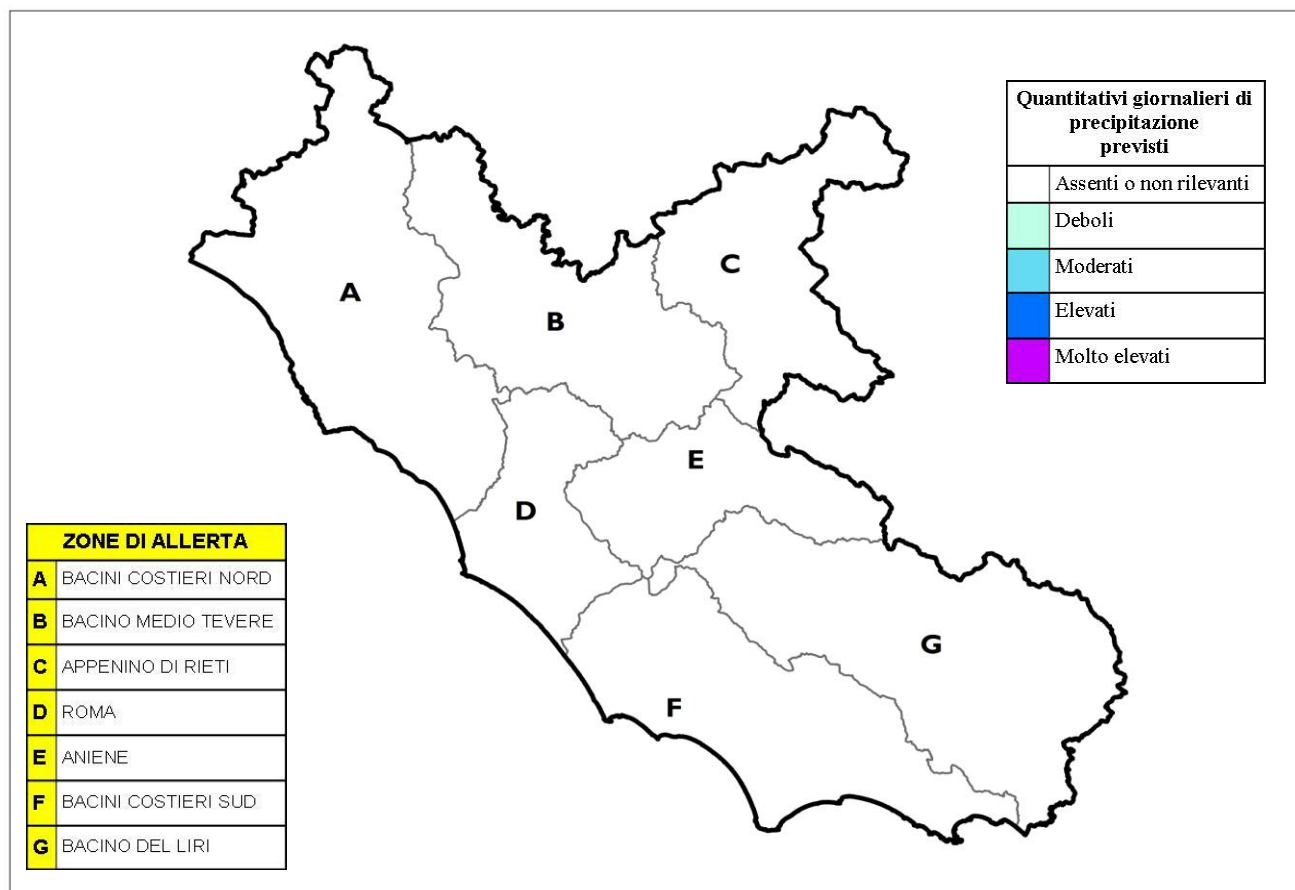 Quantitativi giornalieri di
precipitazione
previsti
Assenti o non rilevanti
Deboli
Moderati
Elevati
Molto elevati
A
B
C
D
E
F
G
ZONE DI ALLERTA
A BACINI COSTIERI NORD
B BACINO MEDIO TEVERE
C APPENINO DI RIETI
D ROMA
E ANIENE
F BACINI COSTIERI SUD
G BACINO DEL LIRI